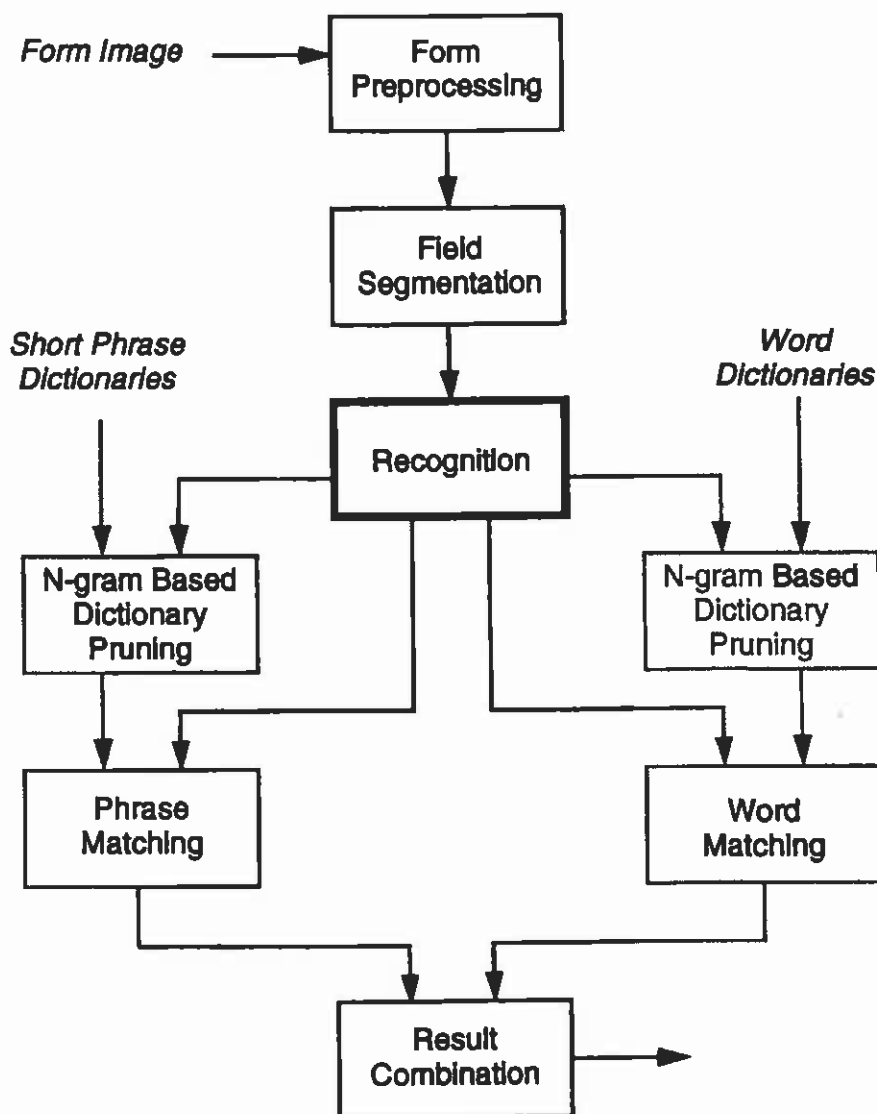 Form Image
Form
Preprocessing
Field
Segmentation
Short Phrase
Dictionaries
Word
Dictionaries
Recognition
N-gram Based
Dictionary
Pruning
N-gram Based
Dictionary
Pruning
Phrase
Matching
Word
Matching
Result
Combination